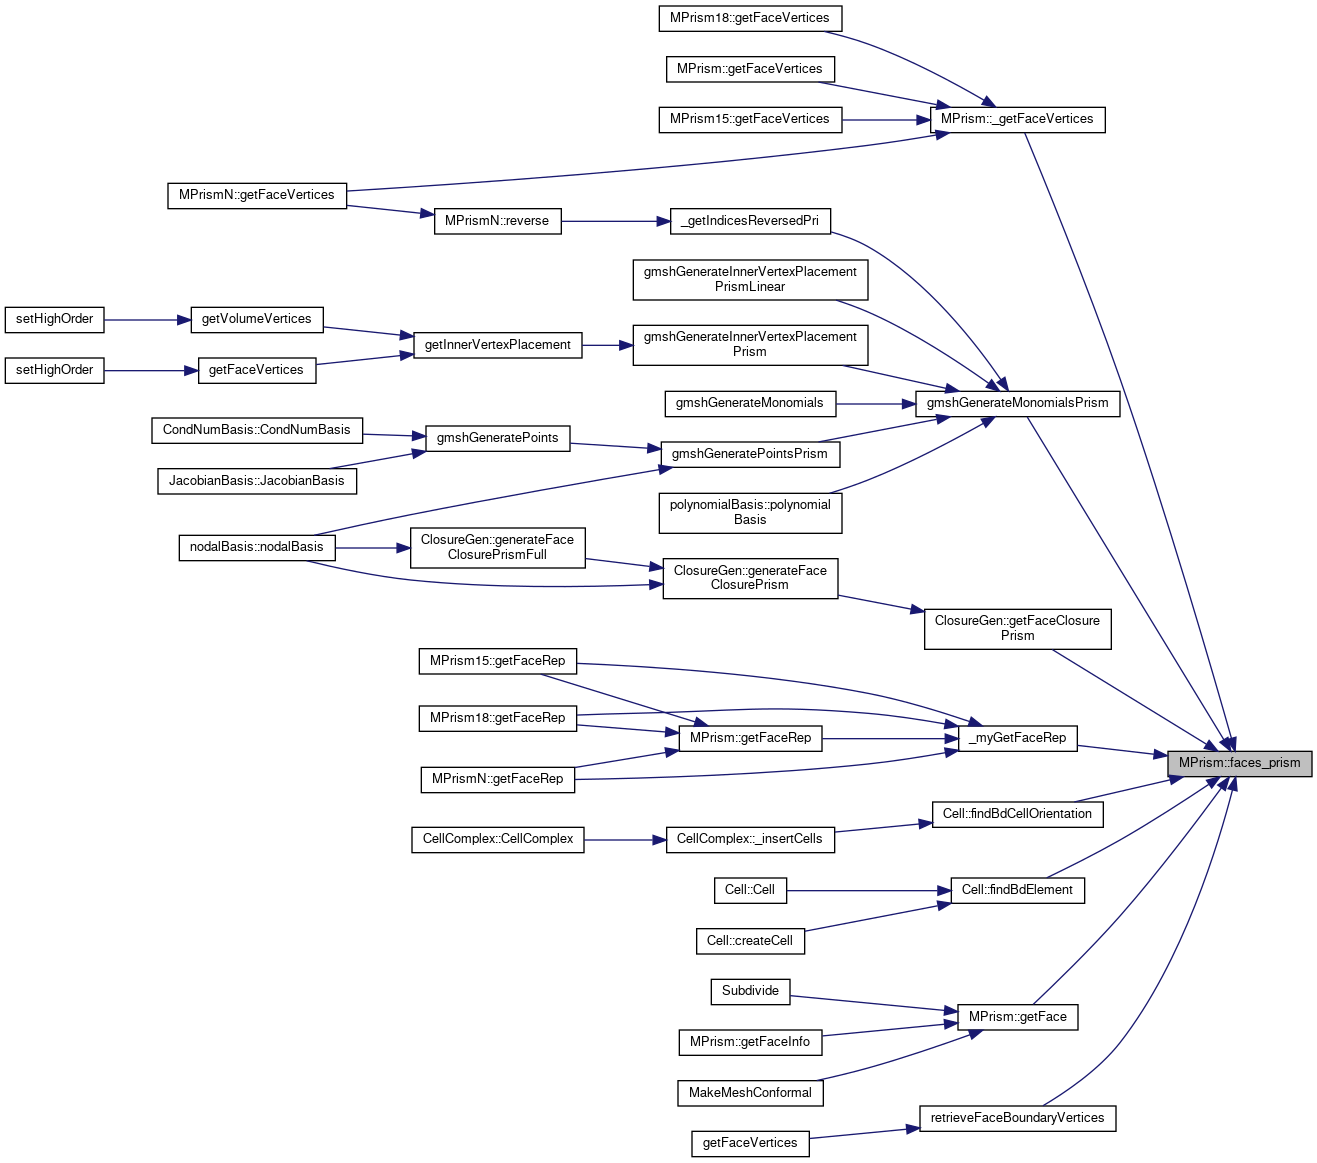 MPrism18::getFaceVertices
MPrism::getFaceVertices
MPrism15::getFaceVertices
MPrism::_getFaceVertices
MPrismN::getFaceVertices
MPrismN::reverse
_getIndicesReversedPri
gmshGenerateInnerVertexPlacement
PrismLinear
setHighOrder
getVolumeVertices
getInnerVertexPlacement
gmshGenerateInnerVertexPlacement
Prism
setHighOrder
getFaceVertices
gmshGenerateMonomials
gmshGenerateMonomialsPrism
CondNumBasis::CondNumBasis
gmshGeneratePoints
gmshGeneratePointsPrism
JacobianBasis::JacobianBasis
polynomialBasis::polynomial
Basis
nodalBasis::nodalBasis
ClosureGen::generateFace
ClosurePrismFull
ClosureGen::generateFace
ClosurePrism
ClosureGen::getFaceClosure
Prism
MPrism15::getFaceRep
MPrism18::getFaceRep
MPrism::getFaceRep
_myGetFaceRep
MPrismN::getFaceRep
MPrism::faces_prism
Cell::findBdCellOrientation
CellComplex::CellComplex
CellComplex::_insertCells
Cell::Cell
Cell::findBdElement
Cell::createCell
Subdivide
MPrism::getFace
MPrism::getFaceInfo
MakeMeshConformal
retrieveFaceBoundaryVertices
getFaceVertices